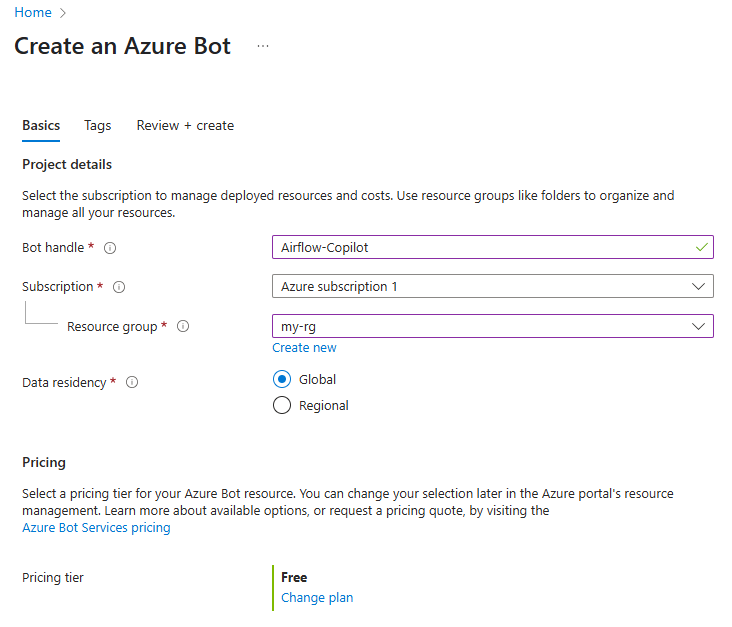 Home
Create an Azure Bot ...
Basics Tags Review + create
Project details
Select the subscription to manage deployed resources and costs. Use resource groups like folders to organize and
manage all your resources.
Bot handle * Airflow-Copilot
Subscription * Azure subscription 1
Resource group * my-rg
Create new
Data residency * Global
Regional
Pricing
Select a pricing tier for your Azure Bot resource. You can change your selection later in the Azure portal's resource
management. Learn more about available options, or request a pricing quote, by visiting the
Azure Bot Services pricing
Pricing tier Free
Change plan